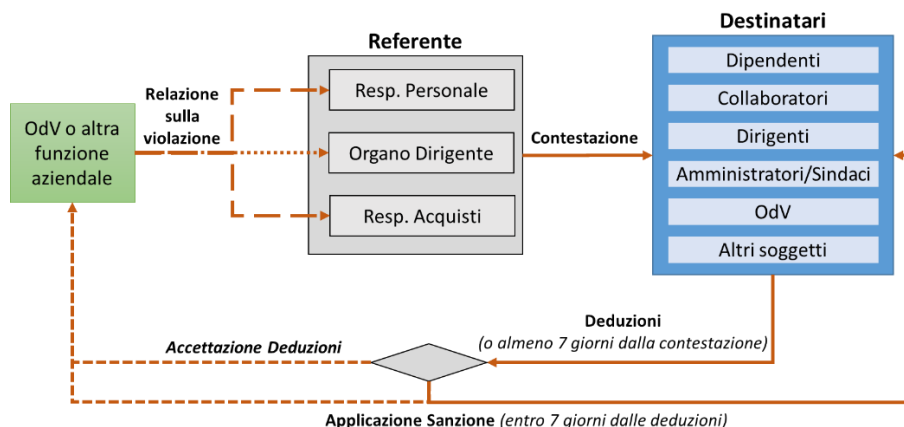 Destinatari
Referente
Dipendenti
Resp. Personale
Collaboratori
Relazione
sulla
violazione
OdV o altra
funzione
aziendale
Organo Dirigente
Contestazione
Dirigenti
Amministratori/Sindaci
Resp. Acquisti
OdV
Altri soggetti
Deduzioni
(o almeno 7 giorni dalla contestazione)
Accettazione Deduzioni
Applicazione Sanzione (entro 7 giorni dalle deduzioni)